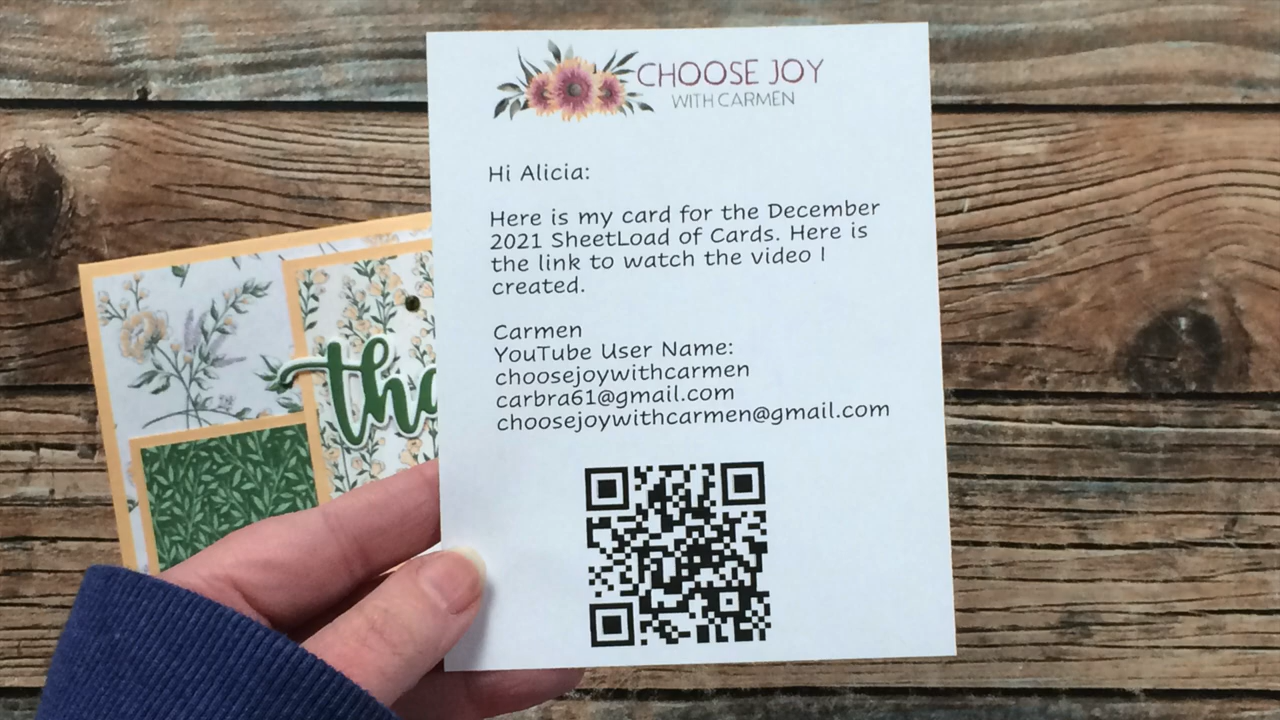 CHOOSE JOY
WITH CARMEN
Hi Alicia:
Here is my card for the December
2021 SheetLoad of Cards. Here is
the link to watch the video I
created.
Carmen
YouTube User Name:
choosejoywithcarmen
carbra61@gmail.com
choosejoywithcarmen@gmail.com
tha